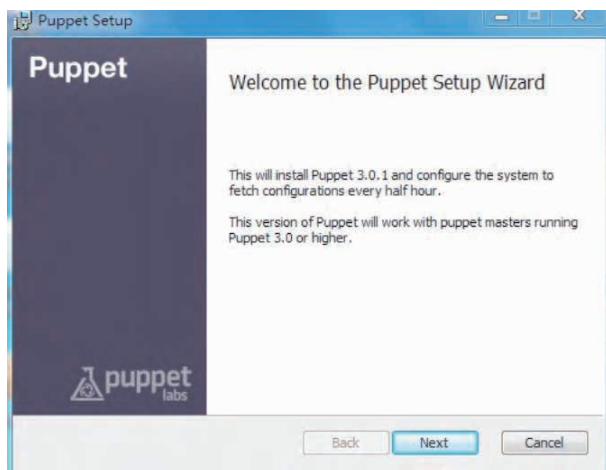 Puppet Setup
Puppet
Welcome to the Puppet Setup Wizard
This will install Puppet 3.0.1 and configure the system to
fetch configurations every half hour.
This version of Puppet will work with puppet masters running
Puppet 3.0 or higher.
puppet
labs
Back
Next
Cancel